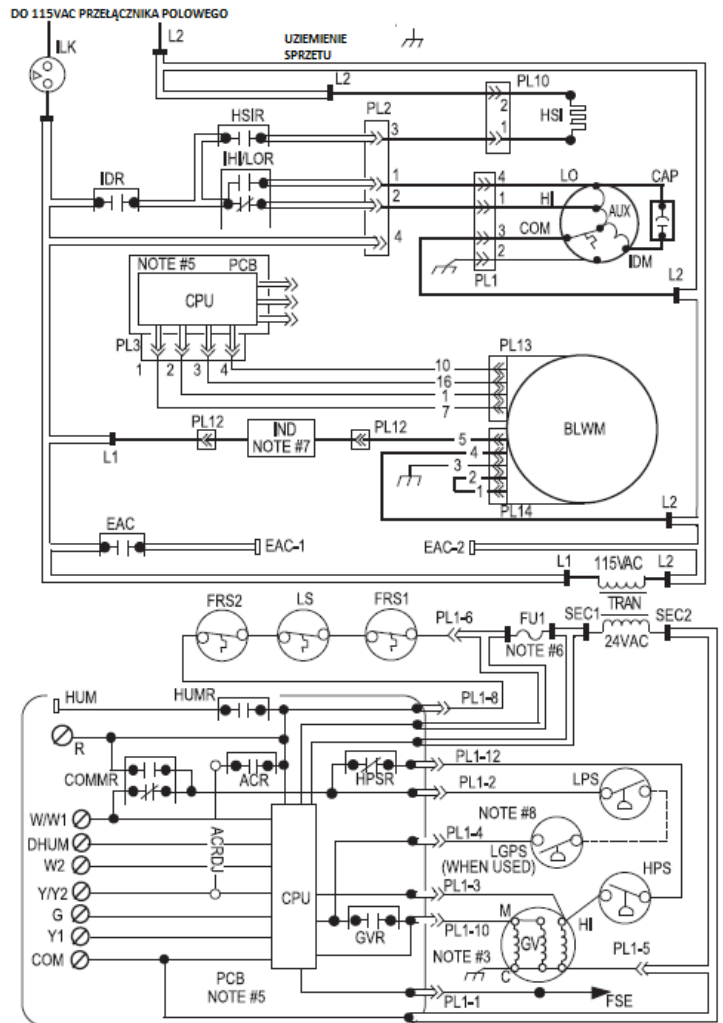 DO 115VAC PRZEŁĄCZNIKA POLOWEGO
ILK
L2
UZIEMIENIE
SPRZETU
L2
PL10
2
HSI
1
HSIR
PL2
3
IHI/LOR
1
2
4
IDR
LO
CAP
4
1
HI
AUX
COM
3
2
IDM
PL1
L2
NOTE #5
PCB
CPU
PL3
1
2
3
4
PL13
10
16
1
7
BLWM
PL12
IND
NOTE #7
PL12
5
4
3
2
1
L1
PL14
L2
EAC
EAC-1
EAC-2
L1
115VAC
L2
TRAN
FRS2
LS
FRS1
PL1-6
FU1
NOTE #6
SEC1
24VAC
SEC2
HUM
HUMR
PL1-8
R
COMMR
ACR
HPSR
PL1-12
PL1-2
LPS
NOTE #8
W/W1
DHUM
W2
Y/Y2
G
Y1
COM
ACRDJ
CPU
PL1-4
LGPS
(WHEN USED)
PL1-3
HPS
GVR
PL1-10
M
HI
GV
NOTE #3
C
PL1-5
PCB
NOTE #5
PL1-1
FSE